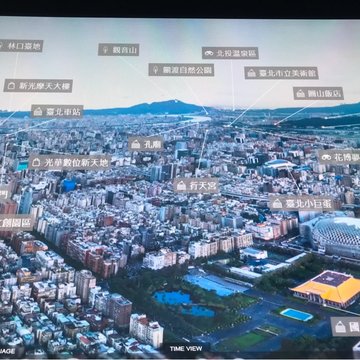 林口臺地
觀音山
北投溫泉區
關渡自然公園
臺北市立美術館
新光摩天大樓
圓山飯店
臺北車站
孔廟
花博
光華數位新天地
行天宮
臺北小巨蛋
文創園區
國
TIME VIEW